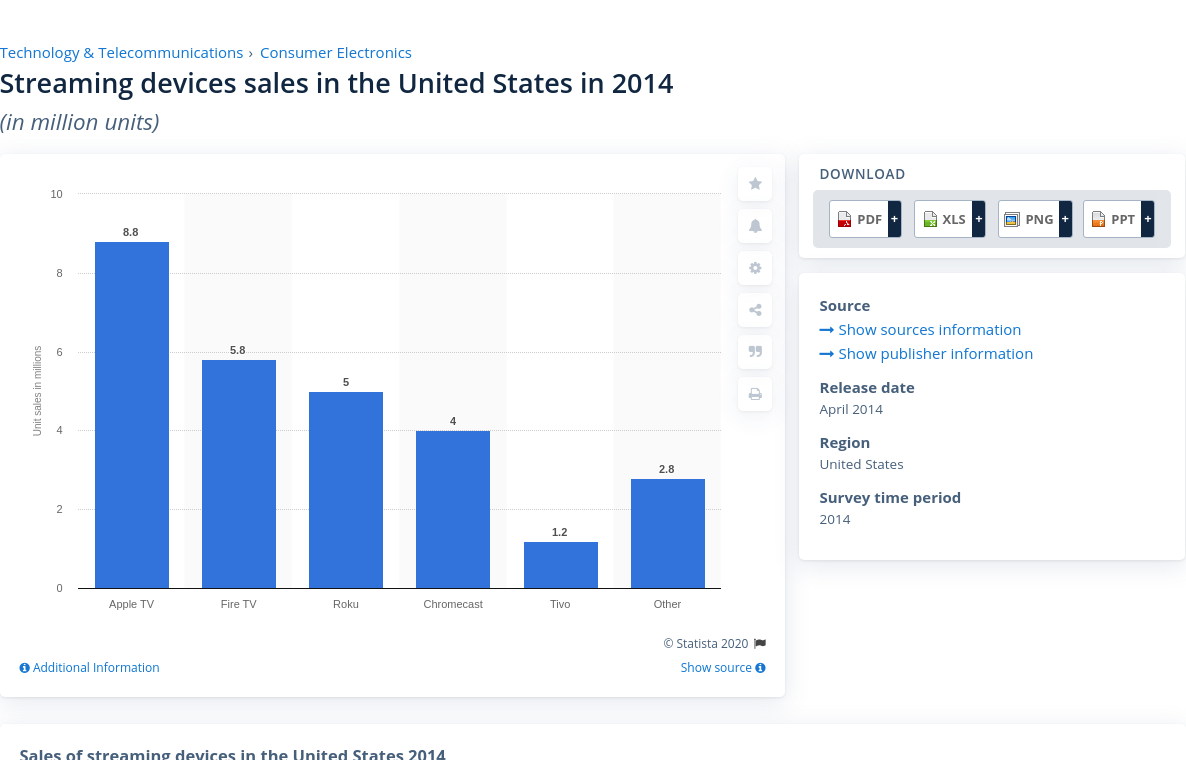 Technology & Telecommunications › Consumer Electronics
Streaming devices sales in the United States in 2014
(in million units)
DOWNLOAD
PDF +
XLS +
PNG +
PPT +
Unit sales in millions
10
8
6
4
2
0
8.8
5.8
5
4
1.2
2.8
Apple TV
Fire TV
Roku
Chromecast
Tivo
Other
© Statista 2020
Additional Information
Show source
Source
Show sources information
Show publisher information
Release date
April 2014
Region
United States
Survey time period
2014
Sales of streaming devices in the United States 2014